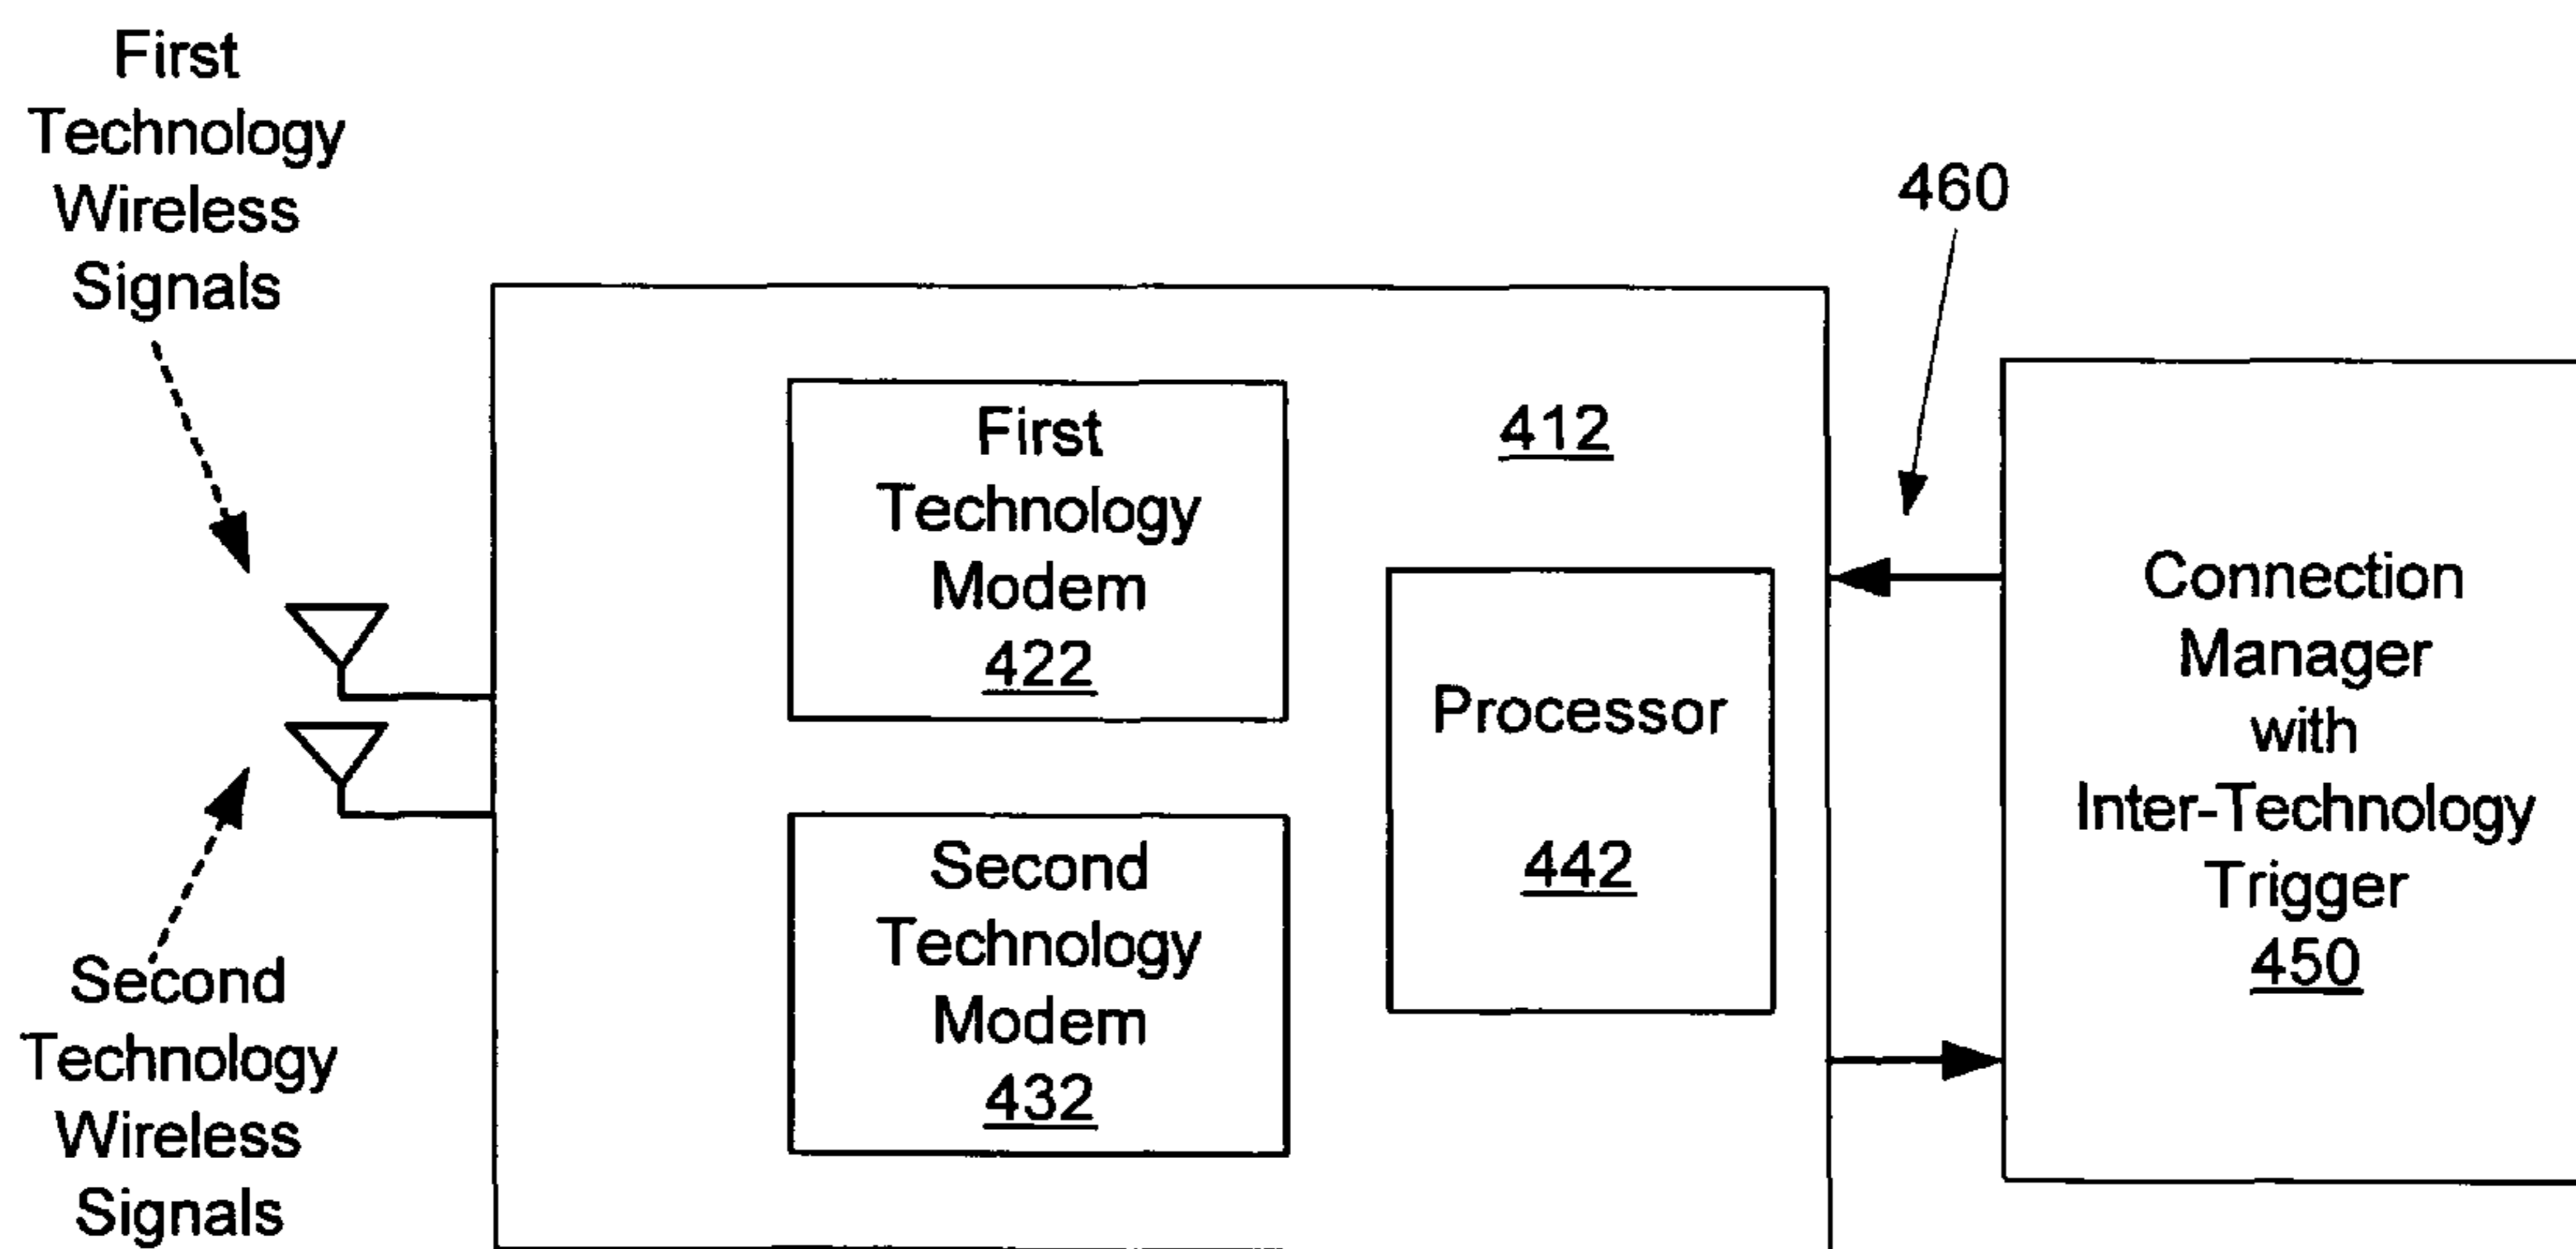 First
Technology
Wireless
Signals
460
412
First
Technology
Modem
422
Processor
442
Second
Technology
Modem
432
Connection
Manager
with
Inter-Technology
Trigger
450
Second
Technology
Wireless
Signals